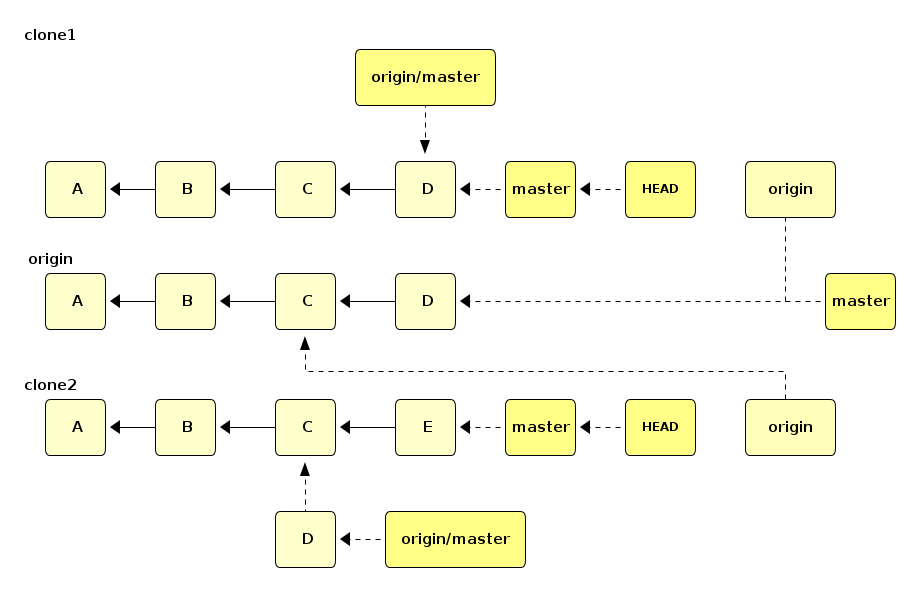 clone1
origin/master
A B C D master HEAD origin
origin
A B C D master
clone2
A B C E master HEAD origin
D origin/master